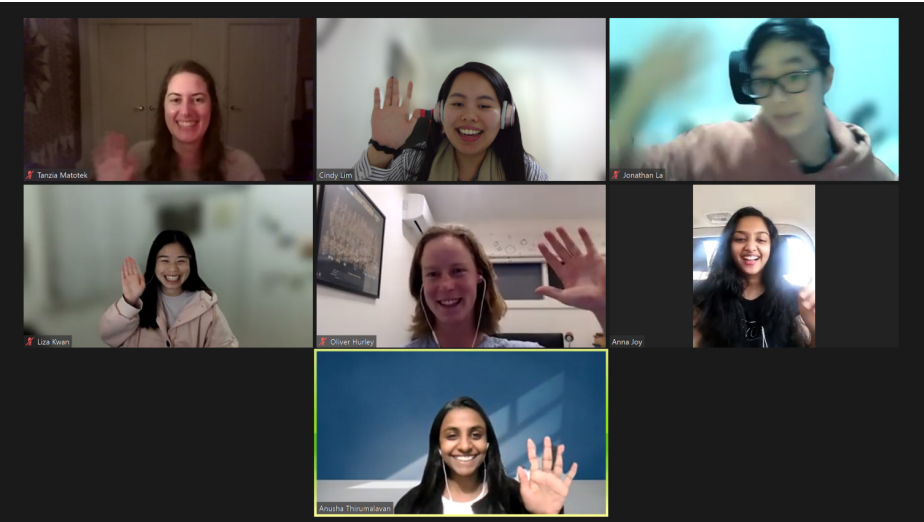 Tanzia Matotek
Cindy Lim
Jonathan La
Liza Kwan
Oliver Hurley
Anna Joy
Anusha Thirumalavan